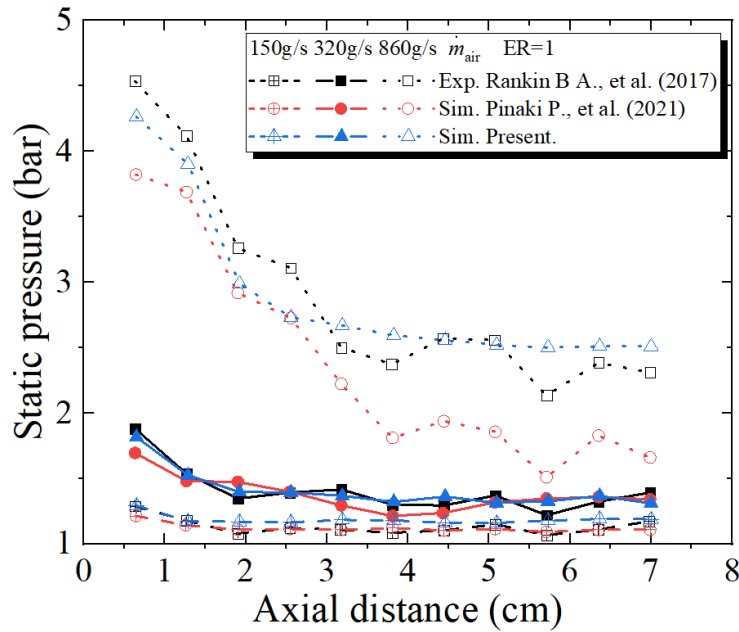 5
4
3
2
1
Static pressure (bar)
150g/s 320g/s 860g/s ṁair ER=1
Exp. Rankin B A., et al. (2017)
Sim. Pinaki P., et al. (2021)
Sim. Present.
0 1 2 3 4 5 6 7 8
Axial distance (cm)